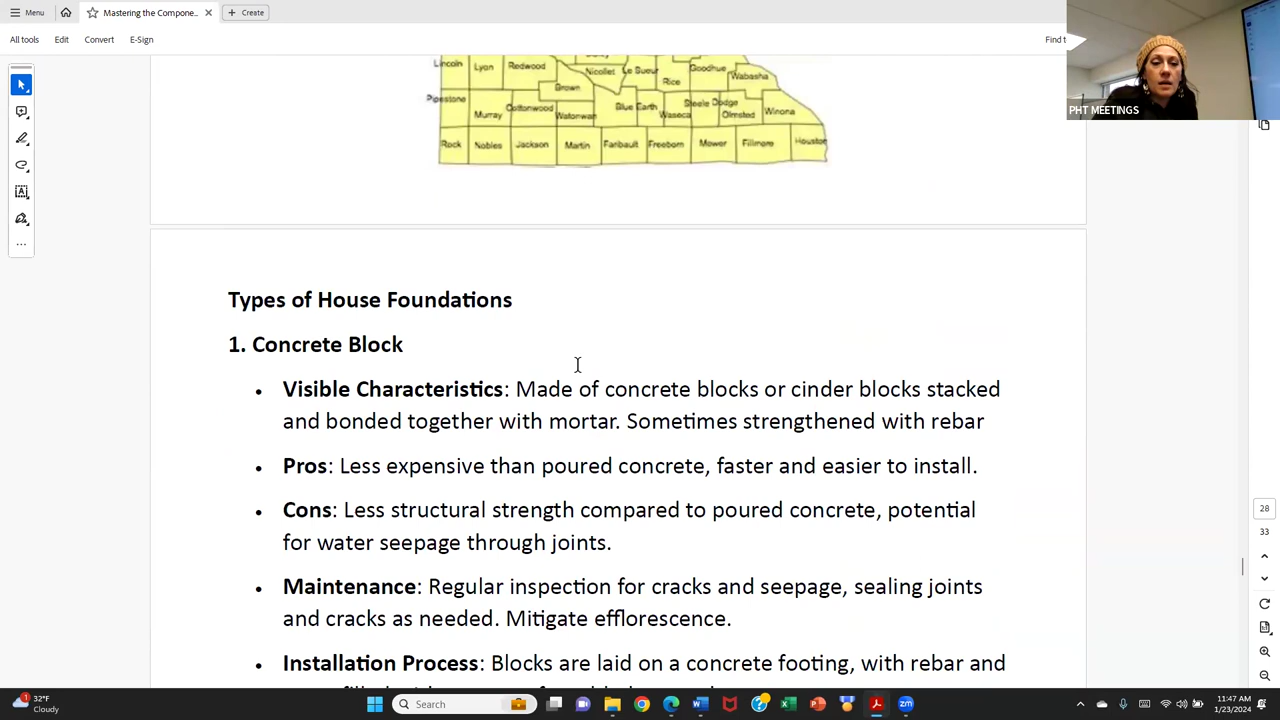 Menu
Mastering the Compone...
Create
All tools
Edit
Convert
E-Sign
Find t
PHT MEETINGS
Lincoln Lyon Redwood Nicollet Le Sueur Rice Goodhue Wabasha
Brown
Pipestone Murray Cottonwood Watonwan Blue Earth Waseca Steele Dodge Olmsted Winona
Rock Nobles Jackson Martin Faribault Freeborn Mower Fillmore Houston
Types of House Foundations
1. Concrete Block
• Visible Characteristics: Made of concrete blocks or cinder blocks stacked
and bonded together with mortar. Sometimes strengthened with rebar
• Pros: Less expensive than poured concrete, faster and easier to install.
• Cons: Less structural strength compared to poured concrete, potential
for water seepage through joints.
• Maintenance: Regular inspection for cracks and seepage, sealing joints
and cracks as needed. Mitigate efflorescence.
• Installation Process: Blocks are laid on a concrete footing, with rebar and
28
33
1
32°F
Cloudy
Search
11:47 AM
1/23/2024